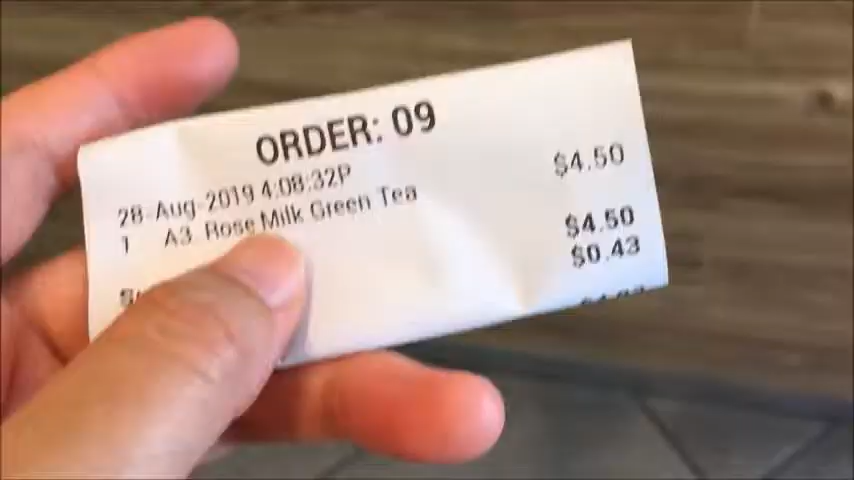 ORDER: 09
28-Aug-2019 4:08:32P
1 A3 Rose Milk Green Tea $4.50
$4.50
$0.43